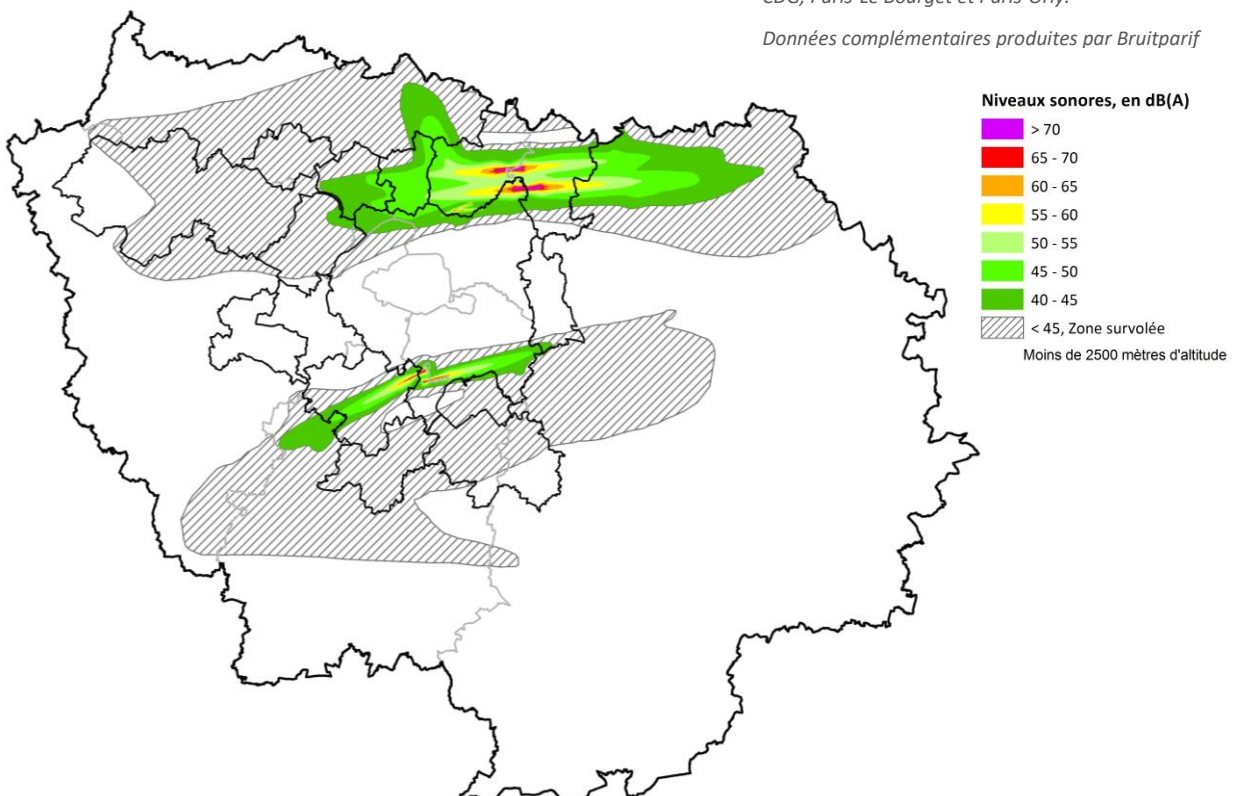 CDG, Paris-Le Bourget et Paris-Orly.
Données complémentaires produites par Bruitparif
Niveaux sonores, en dB(A)
> 70
65 - 70
60 - 65
55 - 60
50 - 55
45 - 50
40 - 45
< 45, Zone survolée
Moins de 2500 mètres d'altitude